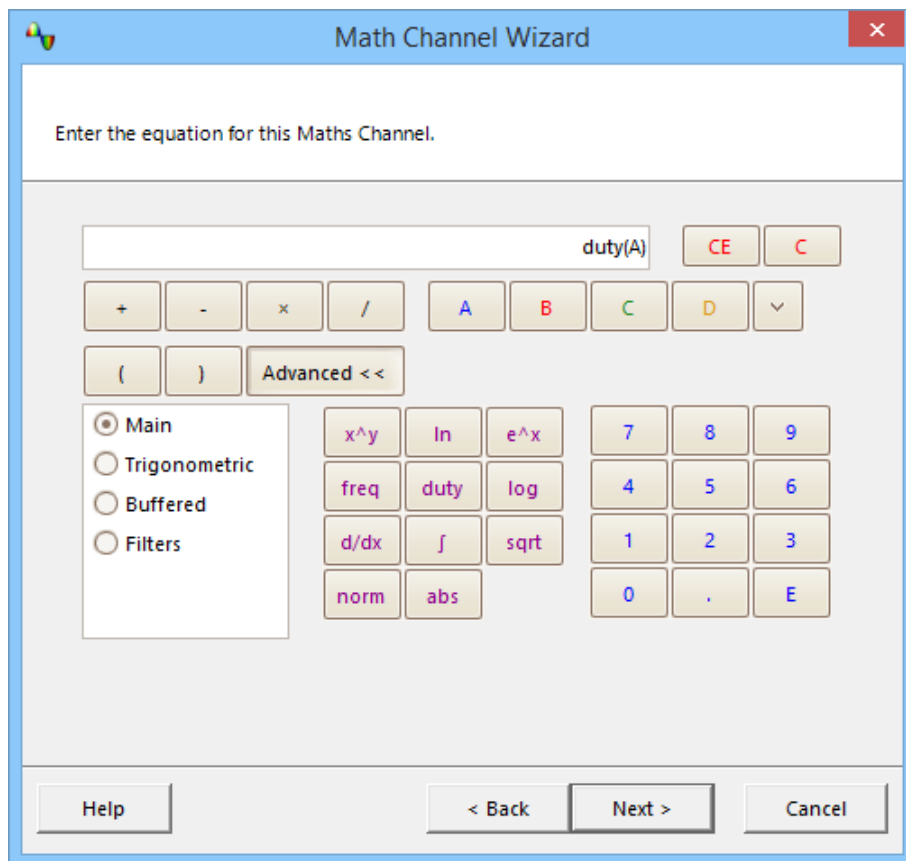 Math Channel Wizard
Enter the equation for this Maths Channel.
duty(A) CE C
+ - × / A B C D
( ) Advanced <<
Main
Trigonometric
Buffered
Filters
x^y ln e^x
freq duty log
d/dx ∫ sqrt
norm abs
7 8 9
4 5 6
1 2 3
0 . E
Help < Back Next > Cancel